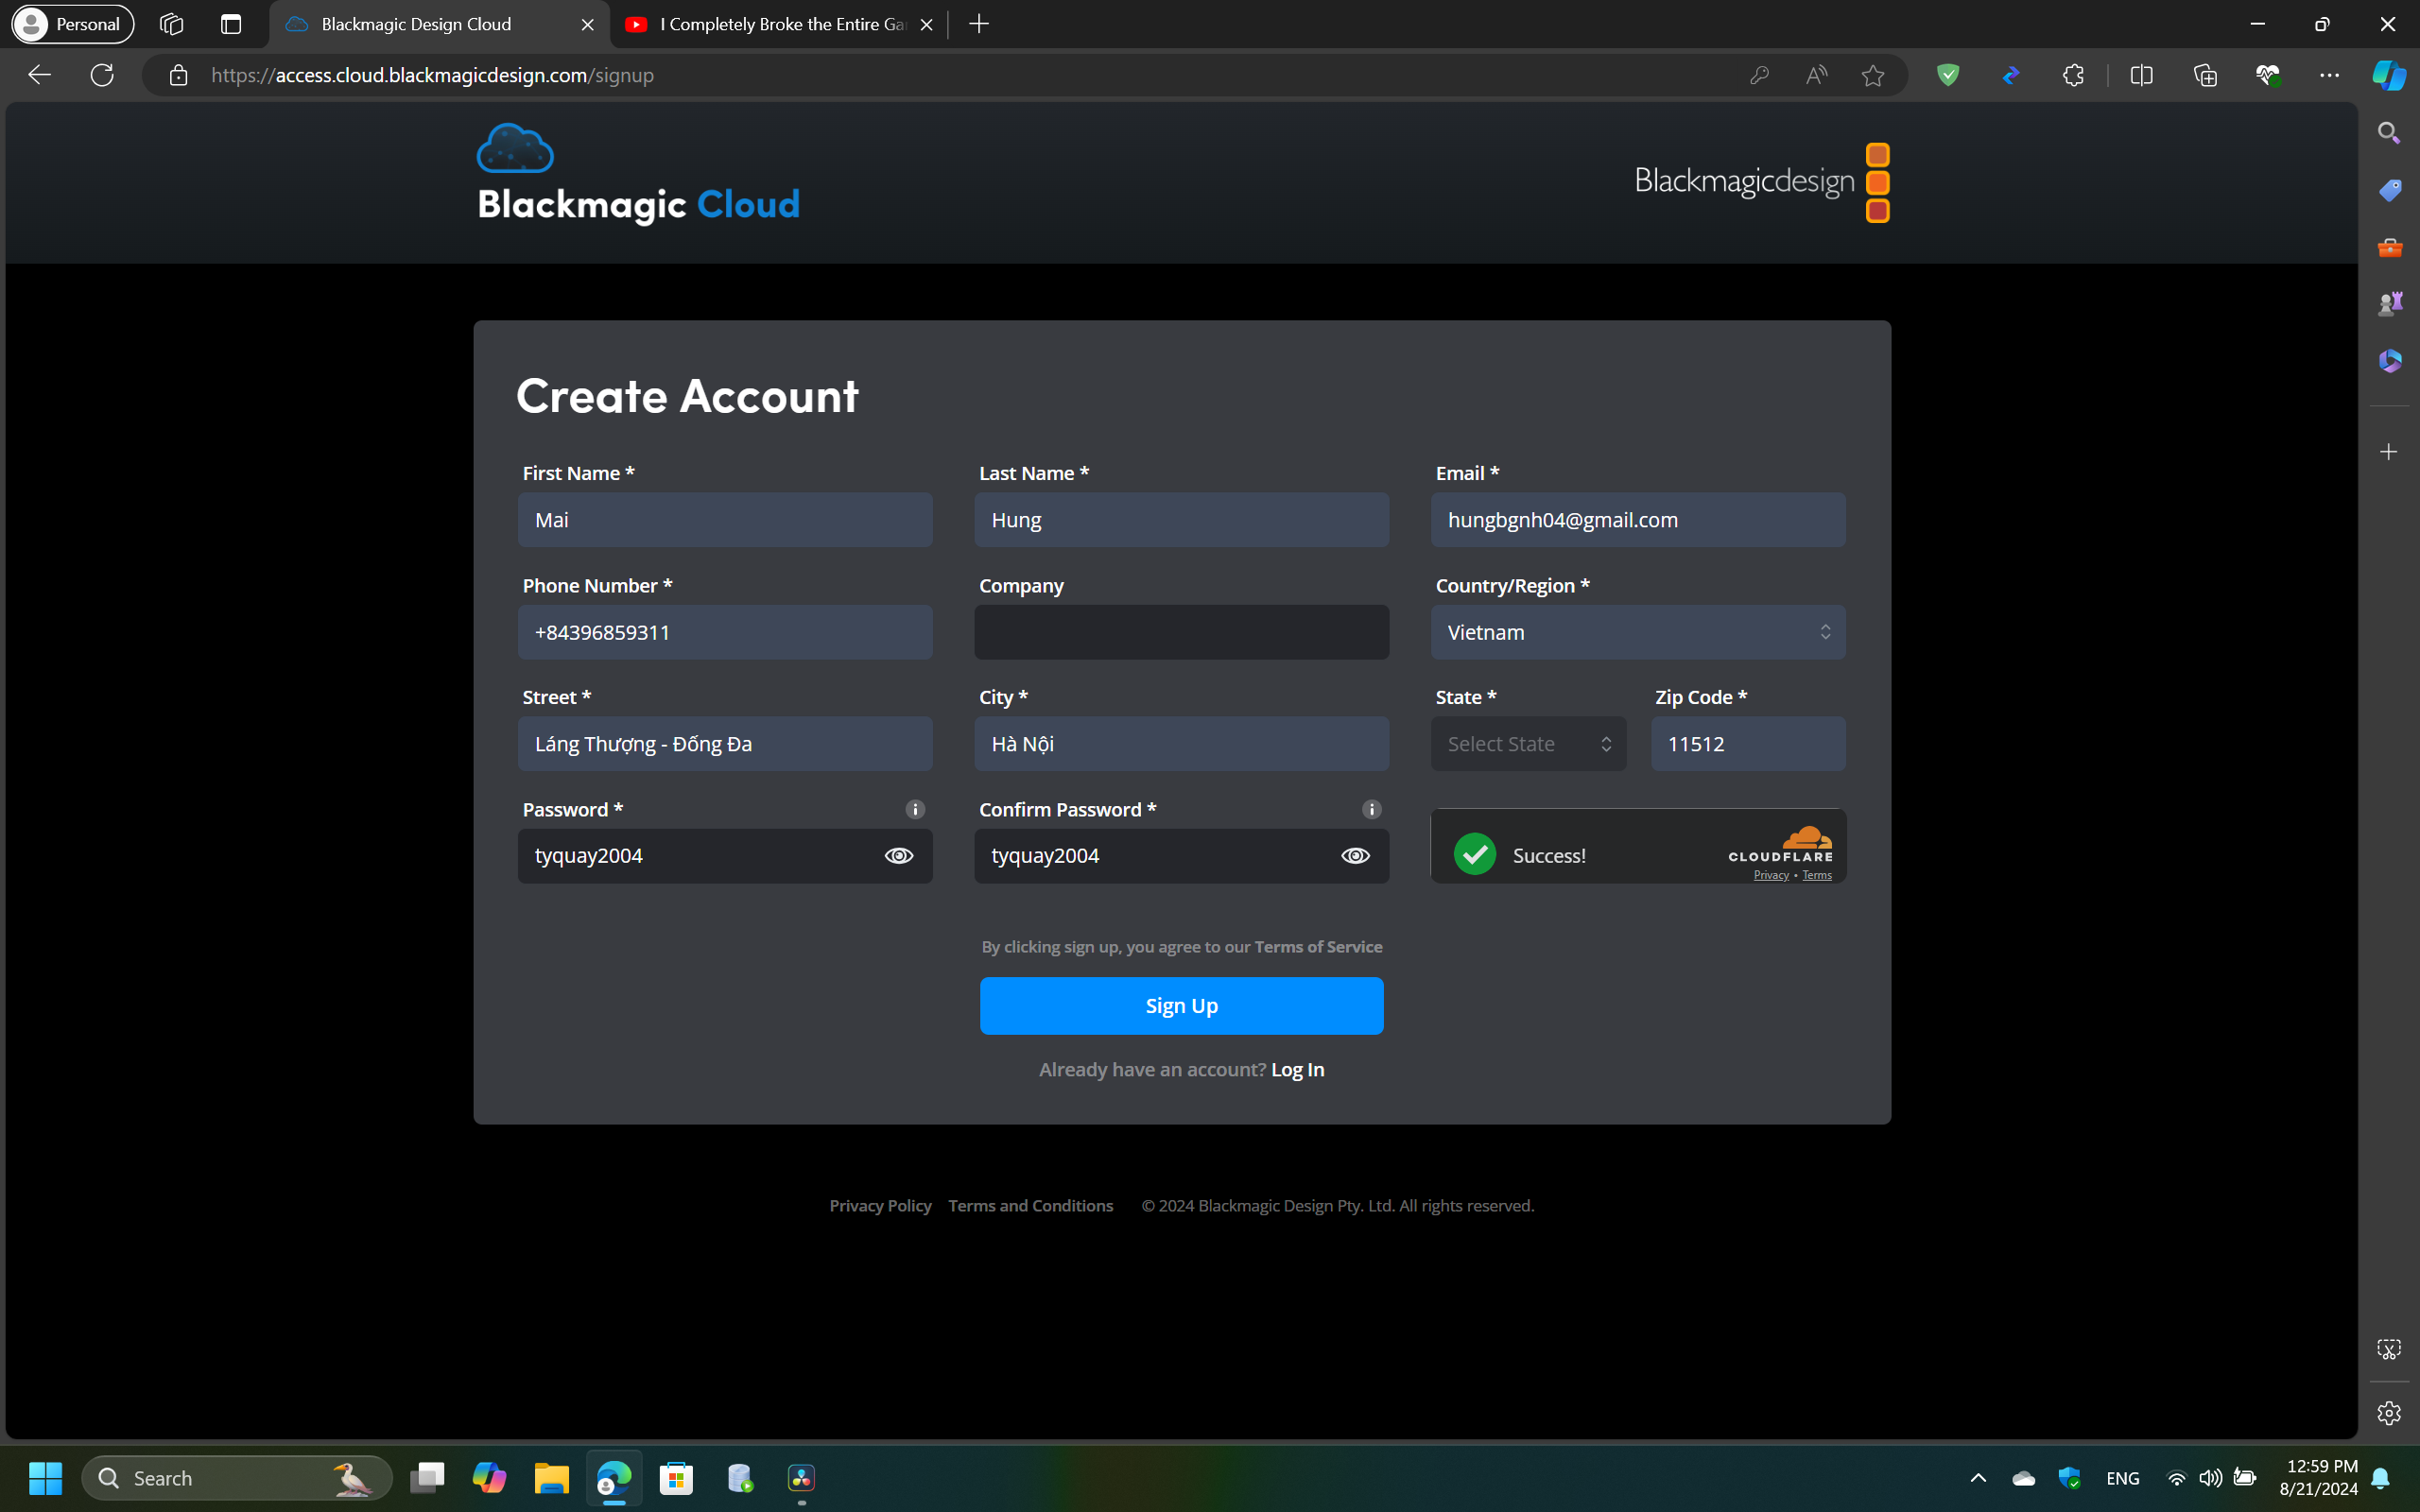 Personal
Blackmagic Design Cloud
I Completely Broke the Entire Ga
https://access.cloud.blackmagicdesign.com/signup
Blackmagic Cloud
Blackmagicdesign
Create Account
First Name *
Last Name *
Email *
Mai
Hung
hungbgnh04@gmail.com
Phone Number *
Company
Country/Region *
+84396859311
Vietnam
Street *
City *
State *
Zip Code *
Láng Thượng - Đống Đa
Hà Nội
Select State
11512
Password *
Confirm Password *
tyquay2004
tyquay2004
Success!
CLOUDFLARE
Privacy • Terms
By clicking sign up, you agree to our Terms of Service
Sign Up
Already have an account? Log In
Privacy Policy
Terms and Conditions
© 2024 Blackmagic Design Pty. Ltd. All rights reserved.
Search
ENG
12:59 PM
8/21/2024